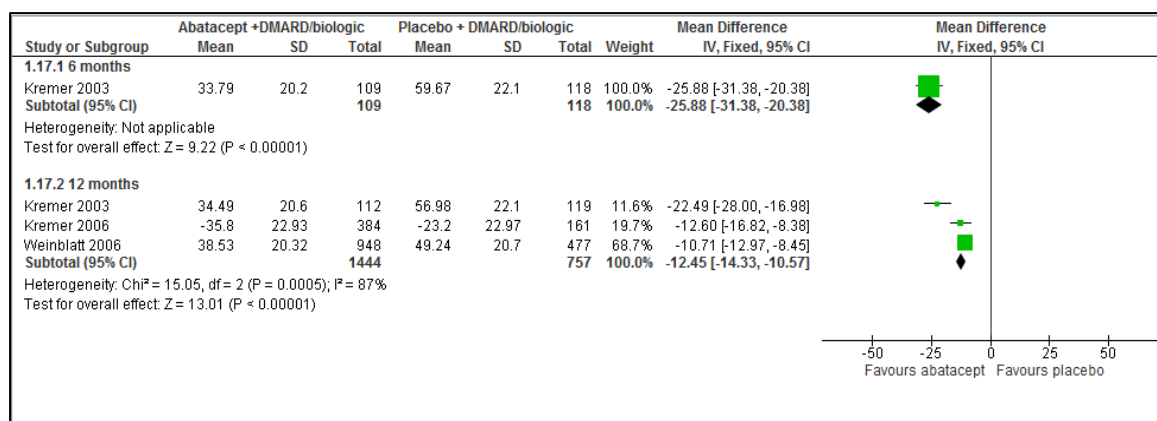 Abatacept +DMARD/biologic Placebo + DMARD/biologic Mean Difference Mean Difference
Study or Subgroup Mean SD Total Mean SD Total Weight IV, Fixed, 95% CI IV, Fixed, 95% CI
1.17.1 6 months
Kremer 2003 33.79 20.2 109 59.67 22.1 118 100.0% -25.88 [-31.38, -20.38]
Subtotal (95% CI) 109 118 100.0% -25.88 [-31.38, -20.38]
Heterogeneity: Not applicable
Test for overall effect: Z = 9.22 (P < 0.00001)
1.17.2 12 months
Kremer 2003 34.49 20.6 112 56.98 22.1 119 11.6% -22.49 [-28.00, -16.98]
Kremer 2006 -35.8 22.93 384 -23.2 22.97 161 19.7% -12.60 [-16.82, -8.38]
Weinblatt 2006 38.53 20.32 948 49.24 20.7 477 68.7% -10.71 [-12.97, -8.45]
Subtotal (95% CI) 1444 757 100.0% -12.45 [-14.33, -10.57]
Heterogeneity: Chi² = 15.05, df = 2 (P = 0.0005); I² = 87%
Test for overall effect: Z = 13.01 (P < 0.00001)
-50 -25 0 25 50
Favours abatacept Favours placebo